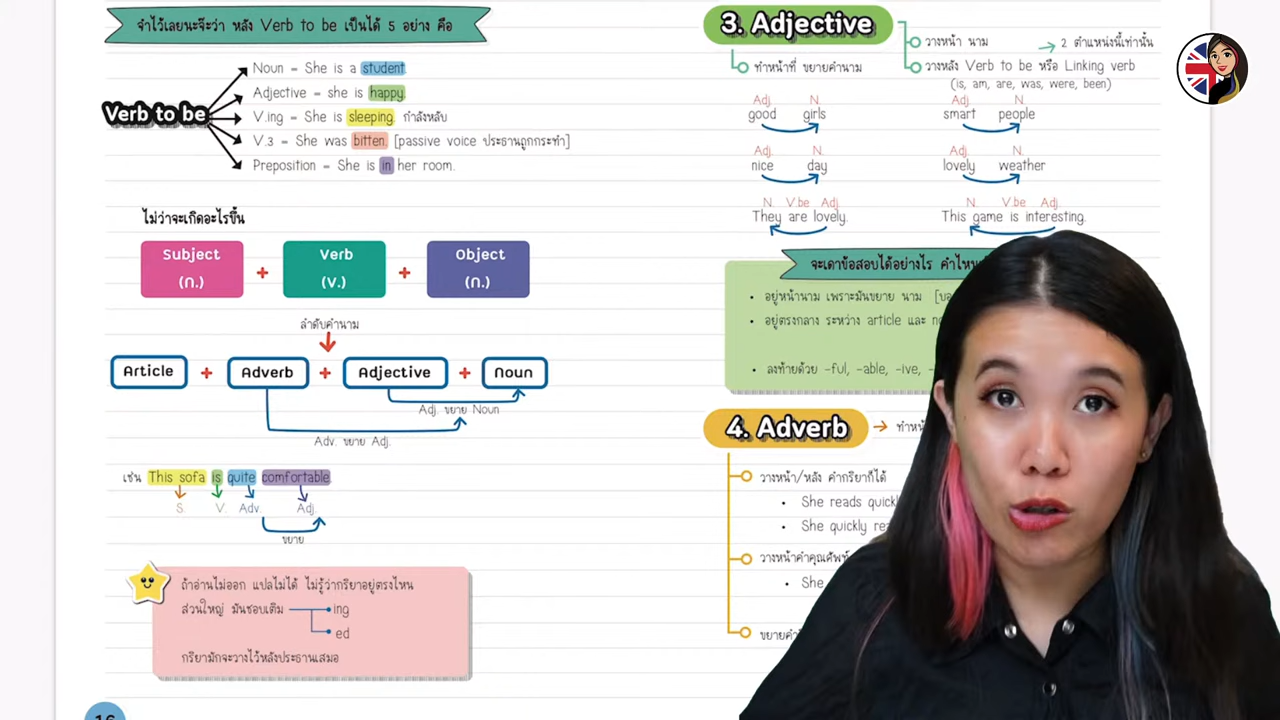 จำไว้เลยนะจ๊ะว่า หลัง Verb to be เป็นได้ 5 อย่าง คือ
Verb to be
Noun = She is a student.
Adjective = she is happy.
V.ing = She is sleeping. กำลังหลับ
V.3 = She was bitten. [passive voice ประธานถูกกระทำ]
Preposition = She is in her room.
ไม่ว่าจะเกิดอะไรขึ้น
Subject + Verb + Object
(ก.) (V.) (ก.)
ลำดับคำนาม
Article + Adverb + Adjective + Noun
Adj. ขยาย Noun
Adv. ขยาย Adj.
เช่น This sofa is quite comfortable.
S. V. Adv. Adj.
ขยาย
ถ้าอ่านไม่ออก แปลไม่ได้ ไม่รู้ว่ากริยาอยู่ตรงไหน
ส่วนใหญ่ มันชอบเติม ing
ed
กริยามักจะวางไว้หลังประธานเสมอ
16
3. Adjective
ทำหน้าที่ ขยายคำนาม
วางหน้า นาม → 2 ตำแหน่งนี้เท่านั้น
วางหลัง Verb to be หรือ Linking verb
(is, am, are, was, were, been)
Adj. N. Adj. N.
good girls smart people
Adj. N. Adj. N.
nice day lovely weather
N. V.be Adj. N. V.be Adj.
They are lovely. This game is interesting.
จะเดาข้อสอบได้อย่างไร
• อยู่หน้านาม เพราะมันขยาย นาม
• อยู่ตรงกลาง ระหว่าง article และ
• ลงท้ายด้วย -ful, -able, -ive,
4. Adverb →
วางหน้า/หลัง คำกริยาก็ได้
• She reads
• She quickly
วางหน้าคำคุณศัพท์
• She